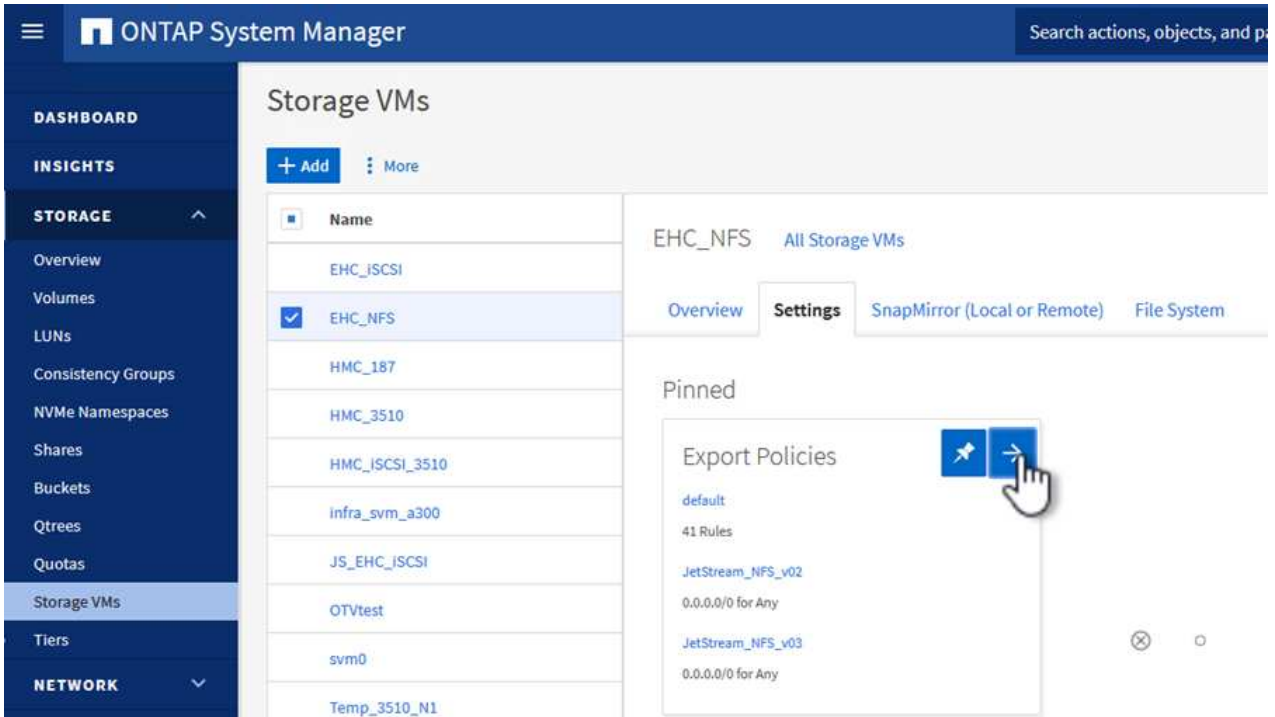 ONTAP System Manager
Search actions, objects, and pa
DASHBOARD
INSIGHTS
STORAGE
Overview
Volumes
LUNs
Consistency Groups
NVMe Namespaces
Shares
Buckets
Qtrees
Quotas
Storage VMs
Tiers
NETWORK
Storage VMs
+ Add
More
Name
EHC_iSCSI
EHC_NFS
HMC_187
HMC_3510
HMC_iSCSI_3510
infra_svm_a300
JS_EHC_iSCSI
OTVtest
svm0
Temp_3510_N1
EHC_NFS All Storage VMs
Overview Settings SnapMirror (Local or Remote) File System
Pinned
Export Policies
default
41 Rules
JetStream_NFS_v02
0.0.0.0/0 for Any
JetStream_NFS_v03
0.0.0.0/0 for Any